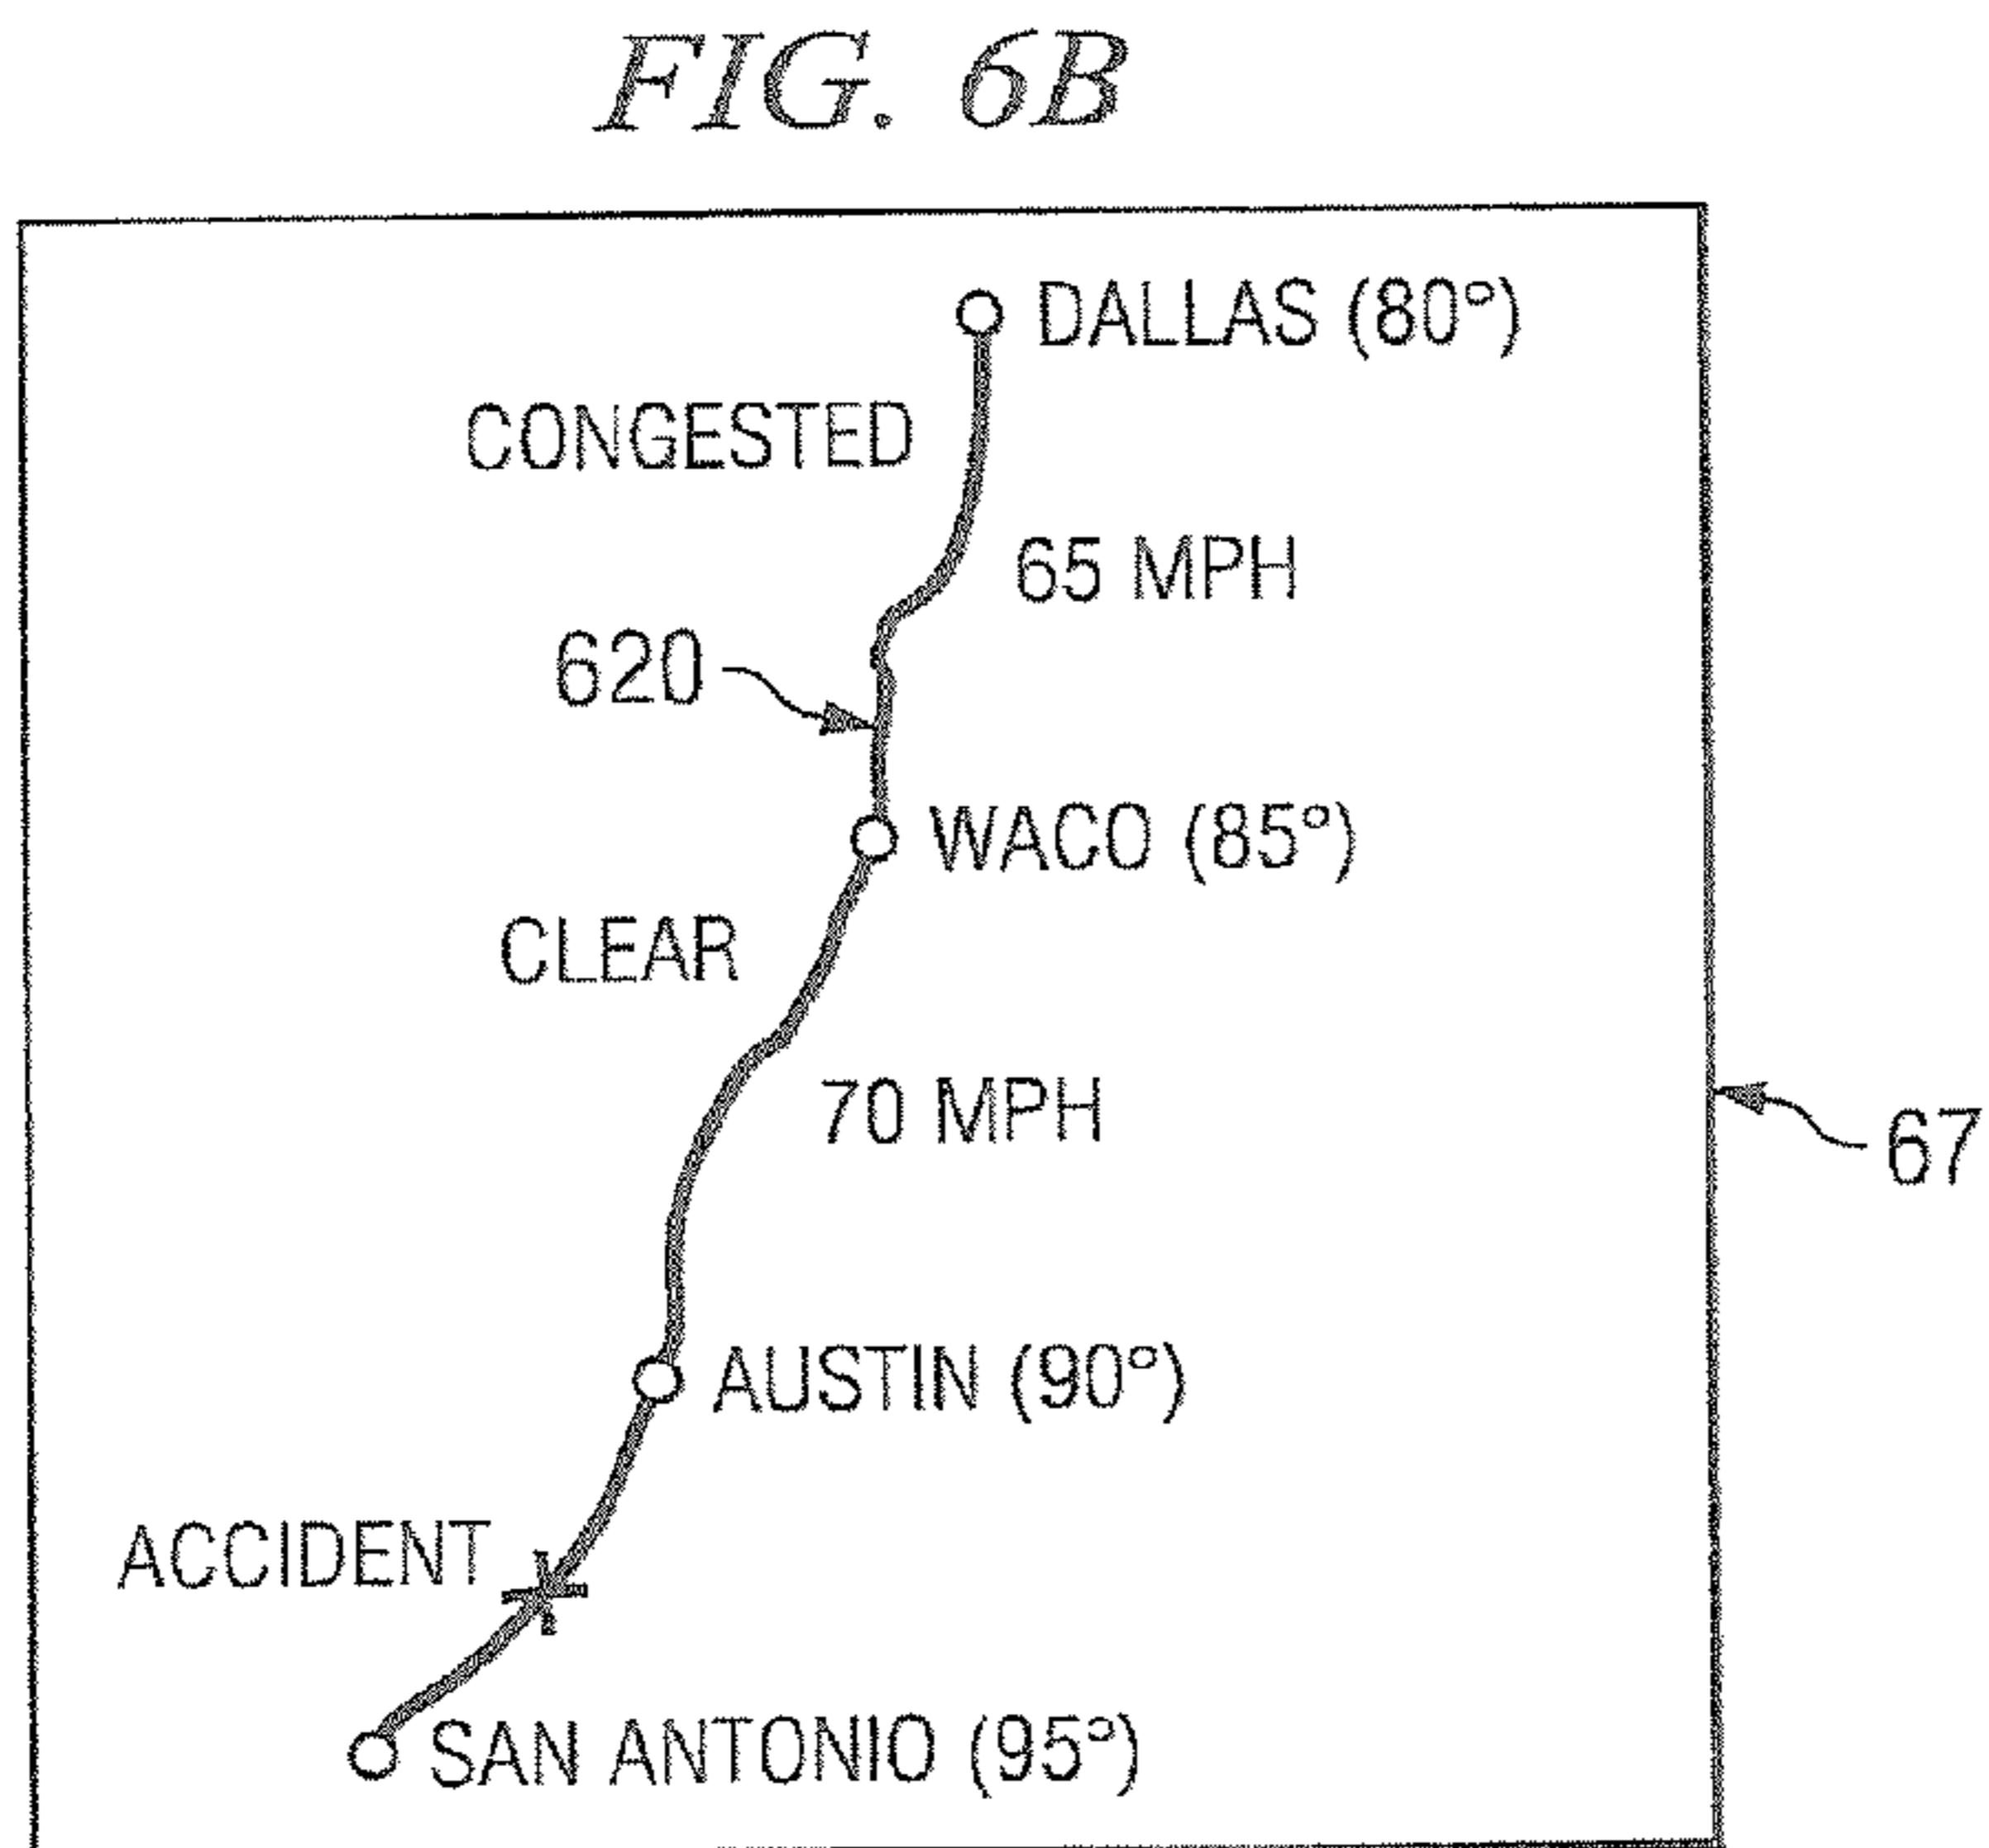 FIG. 6B
DALLAS (80°)
CONGESTED
65 MPH
620
WACO (85°)
CLEAR
70 MPH
67
AUSTIN (90°)
ACCIDENT
SAN ANTONIO (95°)